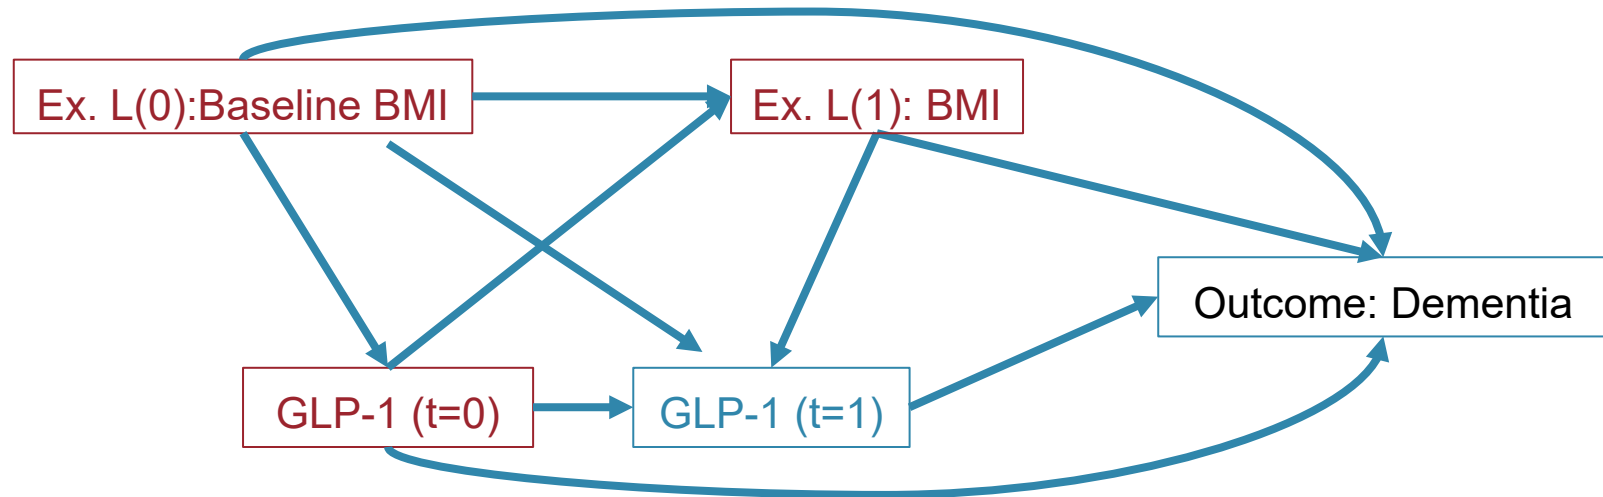 Ex. L(0):Baseline BMI
Ex. L(1): BMI
Outcome: Dementia
GLP-1 (t=0)
GLP-1 (t=1)